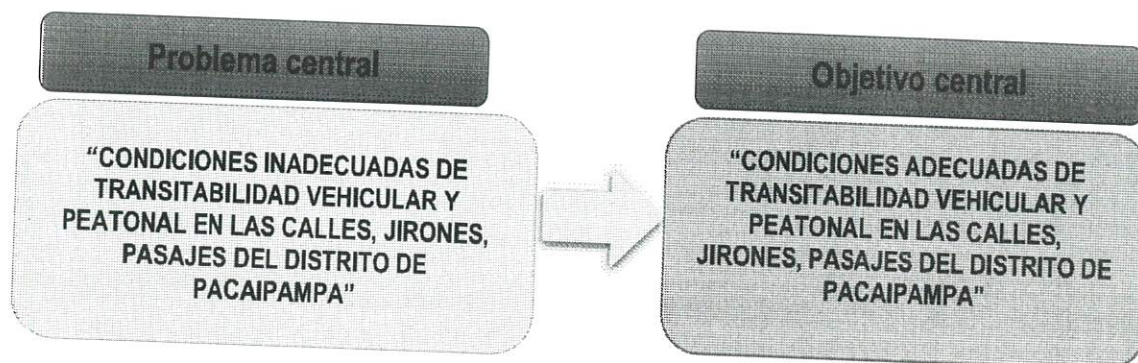 Problema central
“CONDICIONES INADECUADAS DE
TRANSITABILIDAD VEHICULAR Y
PEATONAL EN LAS CALLES, JIRONES,
PASAJES DEL DISTRITO DE
PACAIPAMPA”
Objetivo central
“CONDICIONES ADECUADAS DE
TRANSITABILIDAD VEHICULAR Y
PEATONAL EN LAS CALLES,
JIRONES, PASAJES DEL DISTRITO DE
PACAIPAMPA”